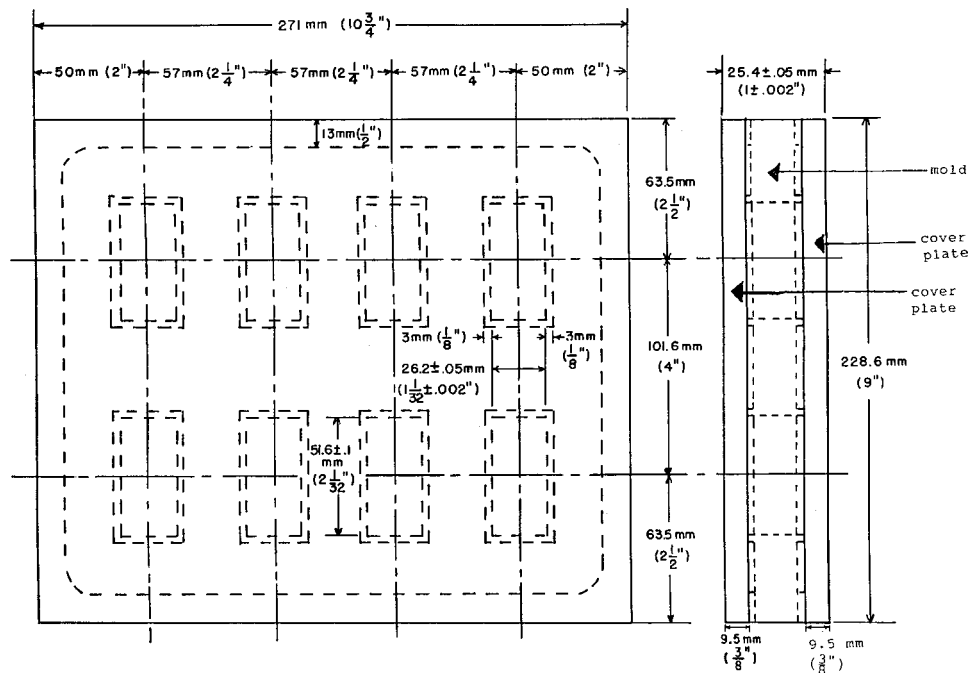 271 mm (10 3/4")
50mm (2")
57mm (2 1/4")
57mm (2 1/4")
57mm (2 1/4")
50 mm (2")
25.4±.05 mm
(1±.002")
13mm (1/2")
63.5mm
(2 1/2")
mold
cover
plate
cover
plate
3mm (1/8")
3mm
(1/8")
26.2±.05mm
(1 1/32 ±.002")
101.6mm
(4")
228.6 mm
(9")
51.6±.1
mm
(2 1/32")
63.5 mm
(2 1/2")
9.5 mm
(3/8")
9.5 mm
(3/8")